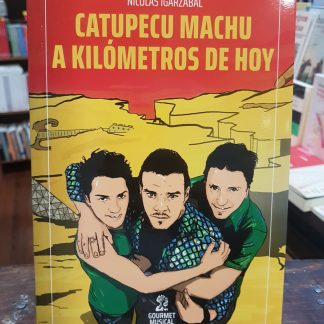 NICOLÁS IGARZÁBAL
CATUPECU MACHU
A KILÓMETROS DE HOY
GOURMET
MUSICAL